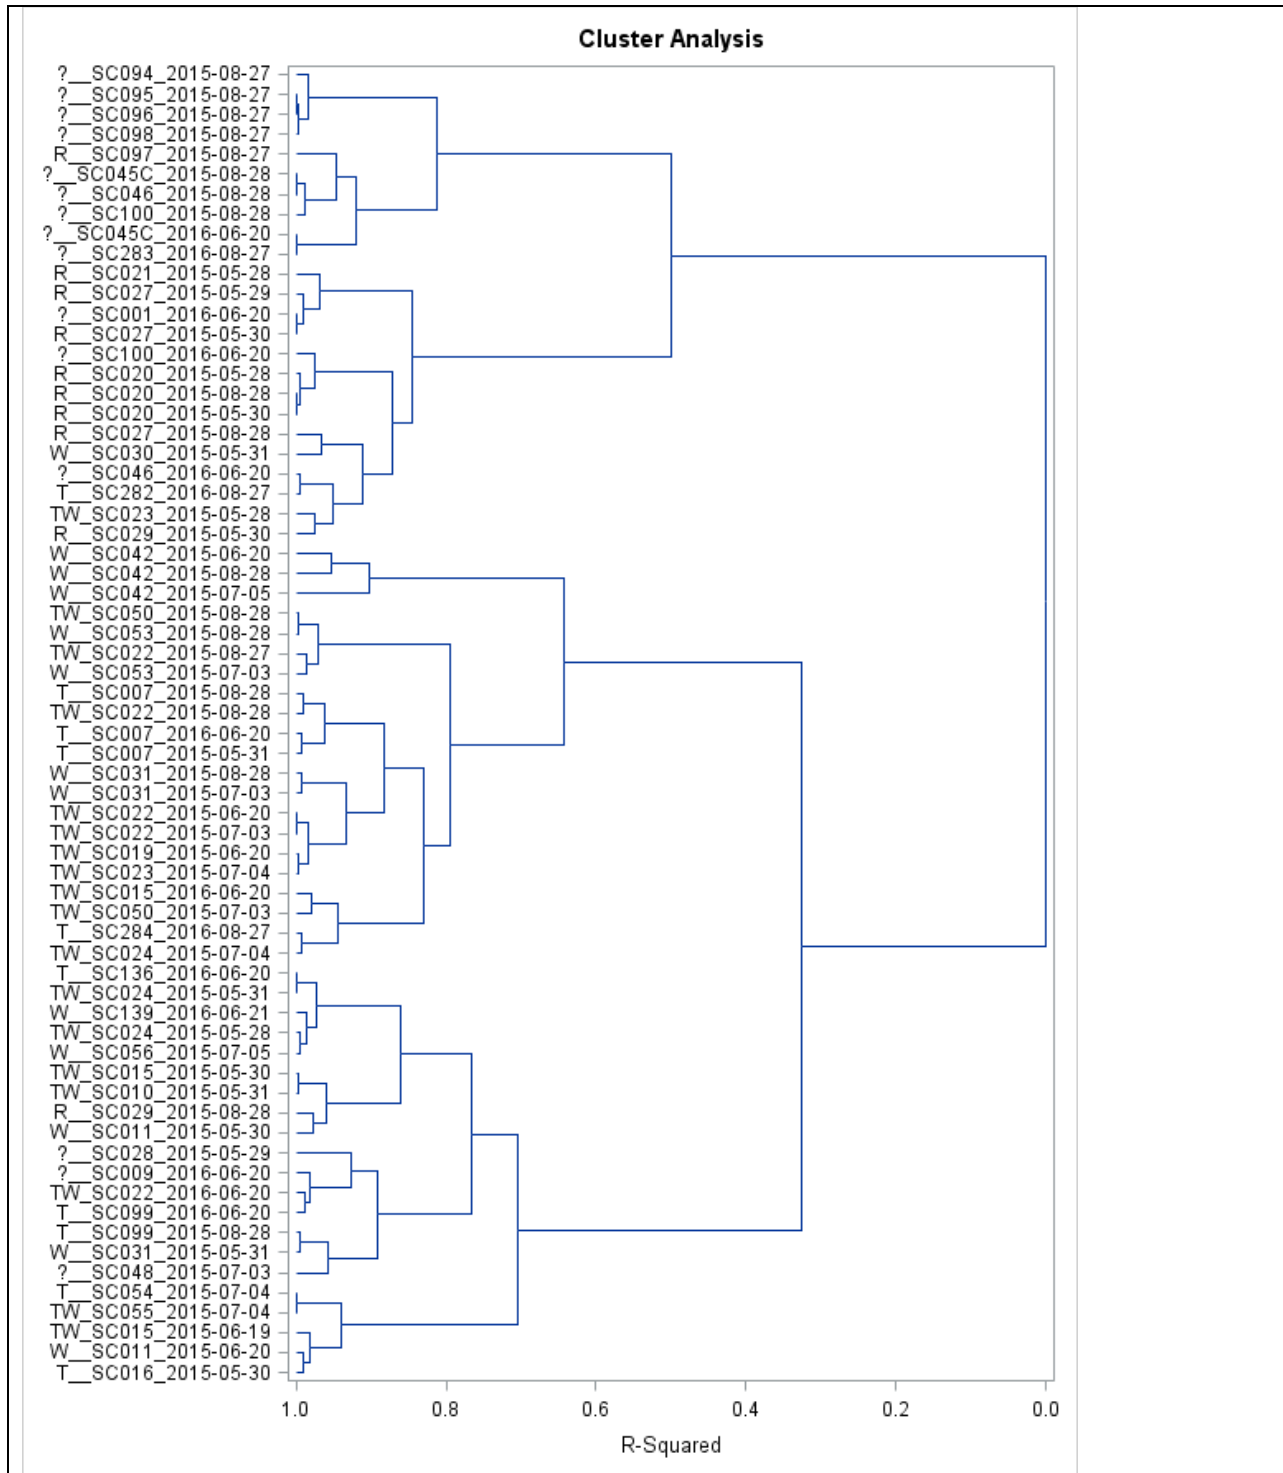 Cluster Analysis
?__SC094_2015-08-27
?__SC095_2015-08-27
?__SC096_2015-08-27
?__SC098_2015-08-27
R__SC097_2015-08-27
?__SC045C_2015-08-28
?__SC046_2015-08-28
?__SC100_2015-08-28
?__SC045C_2016-06-20
?__SC283_2016-08-27
R__SC021_2015-05-28
R__SC027_2015-05-29
?__SC001_2016-06-20
R__SC027_2015-05-30
?__SC100_2016-06-20
R__SC020_2015-05-28
R__SC020_2015-08-28
R__SC020_2015-05-30
R__SC027_2015-08-28
W__SC030_2015-05-31
?__SC046_2016-06-20
T__SC282_2016-08-27
TW_SC023_2015-05-28
R__SC029_2015-05-30
W__SC042_2015-06-20
W__SC042_2015-08-28
W__SC042_2015-07-05
TW_SC050_2015-08-28
W__SC053_2015-08-28
TW_SC022_2015-08-27
W__SC053_2015-07-03
T__SC007_2015-08-28
TW_SC022_2015-08-28
T__SC007_2016-06-20
T__SC007_2015-05-31
W__SC031_2015-08-28
W__SC031_2015-07-03
TW_SC022_2015-06-20
TW_SC022_2015-07-03
TW_SC019_2015-06-20
TW_SC023_2015-07-04
TW_SC015_2016-06-20
TW_SC050_2015-07-03
T__SC284_2016-08-27
TW_SC024_2015-07-04
T__SC136_2016-06-20
TW_SC024_2015-05-31
W__SC139_2016-06-21
TW_SC024_2015-05-28
W__SC056_2015-07-05
TW_SC015_2015-05-30
TW_SC010_2015-05-31
R__SC029_2015-08-28
W__SC011_2015-05-30
?__SC028_2015-05-29
?__SC009_2016-06-20
TW_SC022_2016-06-20
T__SC099_2016-06-20
T__SC099_2015-08-28
W__SC031_2015-05-31
?__SC048_2015-07-03
T__SC054_2015-07-04
TW_SC055_2015-07-04
TW_SC015_2015-06-19
W__SC011_2015-06-20
T__SC016_2015-05-30
1.0 0.8 0.6 0.4 0.2 0.0
R-Squared